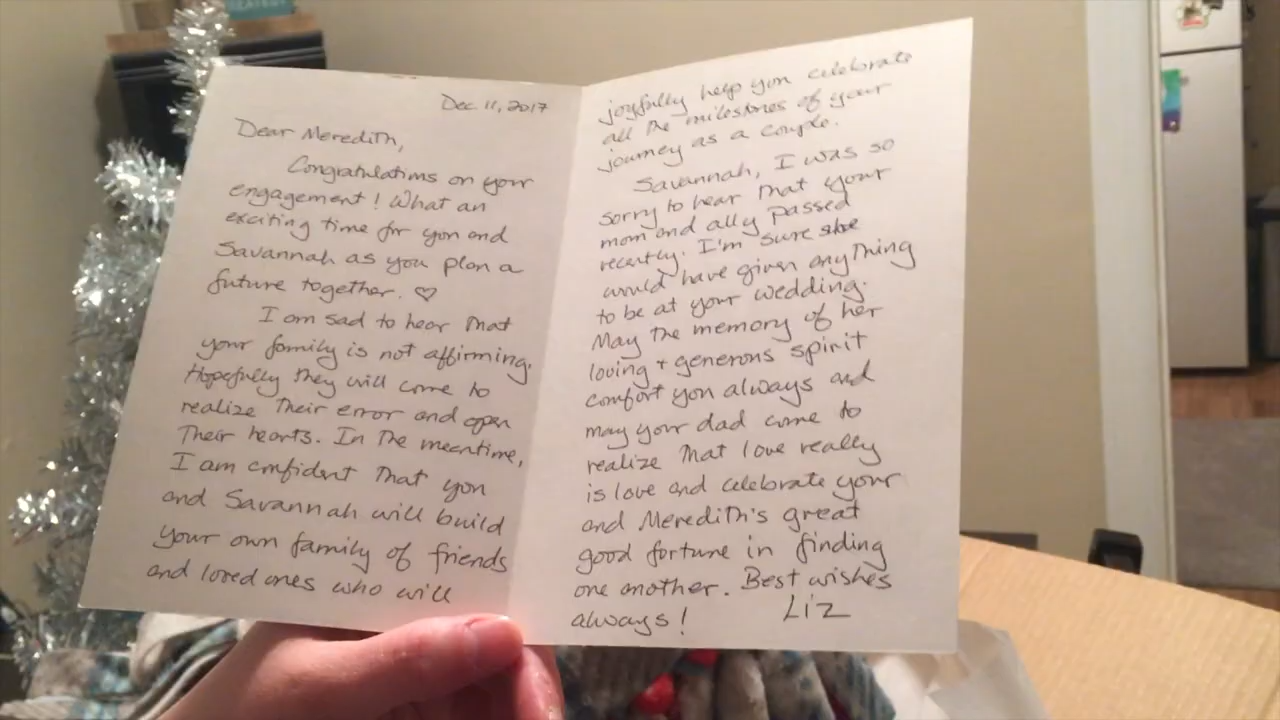 Dec 11, 2017
Dear Meredith,
Congratulations on your
engagement! What an
exciting time for you and
Savannah as you plan a
future together. ♡
I am sad to hear that
your family is not affirming.
Hopefully they will come to
realize their error and open
their hearts. In the meantime,
I am confident that you
and Savannah will build
your own family of friends
and loved ones who will
joyfully help you celebrate
all the milestones of your
journey as a couple.
Savannah, I was so
sorry to hear that your
mom and ally passed
recently. I'm sure she
would have given anything
to be at your wedding.
May the memory of her
loving + generous spirit
comfort you always and
may your dad come to
realize that love really
is love and celebrate your
and Meredith's great
good fortune in finding
one another. Best wishes
always! Liz